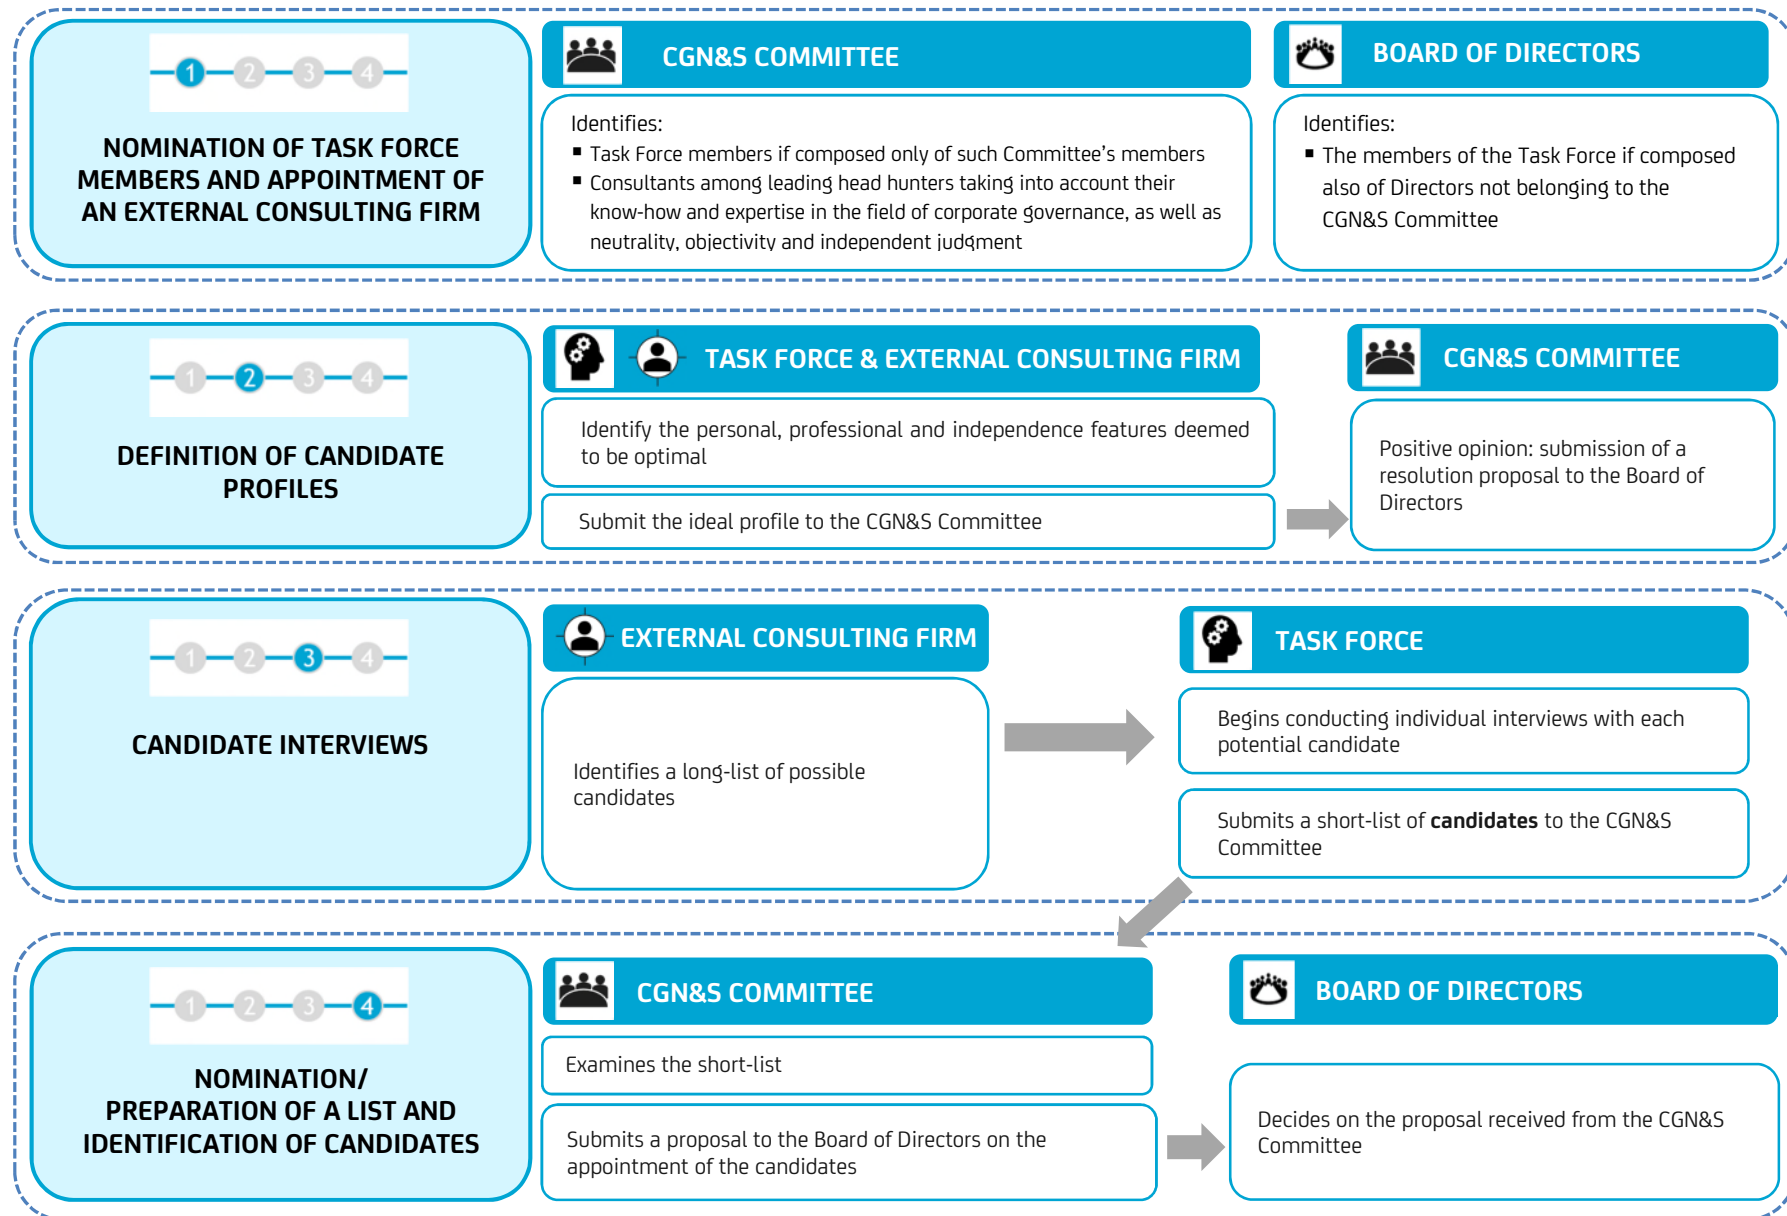 1 2 3 4
NOMINATION OF TASK FORCE
MEMBERS AND APPOINTMENT OF
AN EXTERNAL CONSULTING FIRM
CGN&S COMMITTEE
Identifies:
▪ Task Force members if composed only of such Committee's members
▪ Consultants among leading head hunters taking into account their
know-how and expertise in the field of corporate governance, as well as
neutrality, objectivity and independent judgment
BOARD OF DIRECTORS
Identifies:
▪ The members of the Task Force if composed
also of Directors not belonging to the
CGN&S Committee
1 2 3 4
DEFINITION OF CANDIDATE
PROFILES
TASK FORCE & EXTERNAL CONSULTING FIRM
Identify the personal, professional and independence features deemed
to be optimal
Submit the ideal profile to the CGN&S Committee
CGN&S COMMITTEE
Positive opinion: submission of a
resolution proposal to the Board of
Directors
1 2 3 4
CANDIDATE INTERVIEWS
EXTERNAL CONSULTING FIRM
Identifies a long-list of possible
candidates
TASK FORCE
Begins conducting individual interviews with each
potential candidate
Submits a short-list of candidates to the CGN&S
Committee
1 2 3 4
NOMINATION/
PREPARATION OF A LIST AND
IDENTIFICATION OF CANDIDATES
CGN&S COMMITTEE
Examines the short-list
Submits a proposal to the Board of Directors on the
appointment of the candidates
BOARD OF DIRECTORS
Decides on the proposal received from the CGN&S
Committee